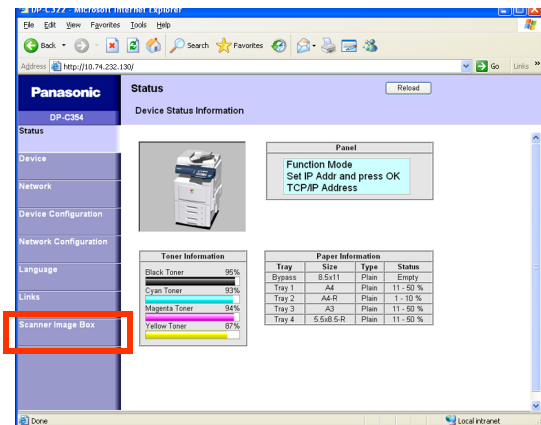 DP-C322 - Microsoft Internet Explorer
File Edit View Favorites Tools Help
Back Search Favorites
Address http://10.74.232.130/ Go Links »
Panasonic
DP-C354
Status
Device
Network
Device Configuration
Network Configuration
Language
Links
Scanner Image Box
Status Reload
Device Status Information
Panel
Function Mode
Set IP Addr and press OK
TCP/IP Address
Toner Information
Black Toner 95%
Cyan Toner 93%
Magenta Toner 94%
Yellow Toner 87%
Paper Information
Tray Size Type Status
Bypass 8.5x11 Plain Empty
Tray 1 A4 Plain 11 - 50 %
Tray 2 A4-R Plain 1 - 10 %
Tray 3 A3 Plain 11 - 50 %
Tray 4 5.5x8.5-R Plain 11 - 50 %
Done Local intranet